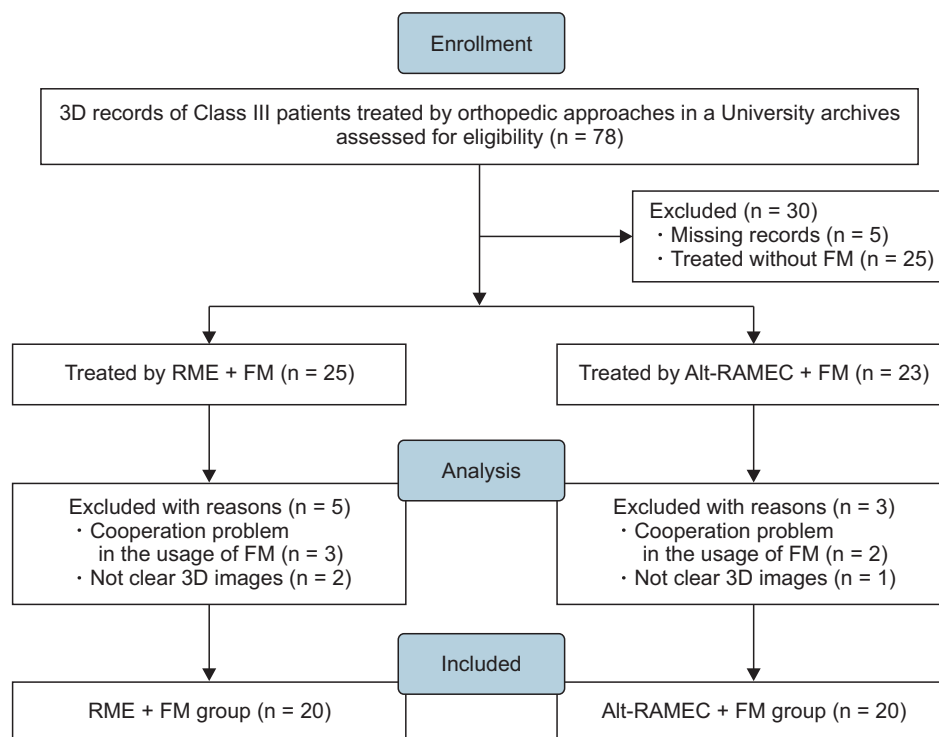 Enrollment
3D records of Class III patients treated by orthopedic approaches in a University archives
assessed for eligibility (n = 78)
Excluded (n = 30)
· Missing records (n = 5)
· Treated without FM (n = 25)
Treated by RME + FM (n = 25)
Treated by Alt-RAMEC + FM (n = 23)
Analysis
Excluded with reasons (n = 5)
· Cooperation problem
in the usage of FM (n = 3)
· Not clear 3D images (n = 2)
Excluded with reasons (n = 3)
· Cooperation problem
in the usage of FM (n = 2)
· Not clear 3D images (n = 1)
Included
RME + FM group (n = 20)
Alt-RAMEC + FM group (n = 20)